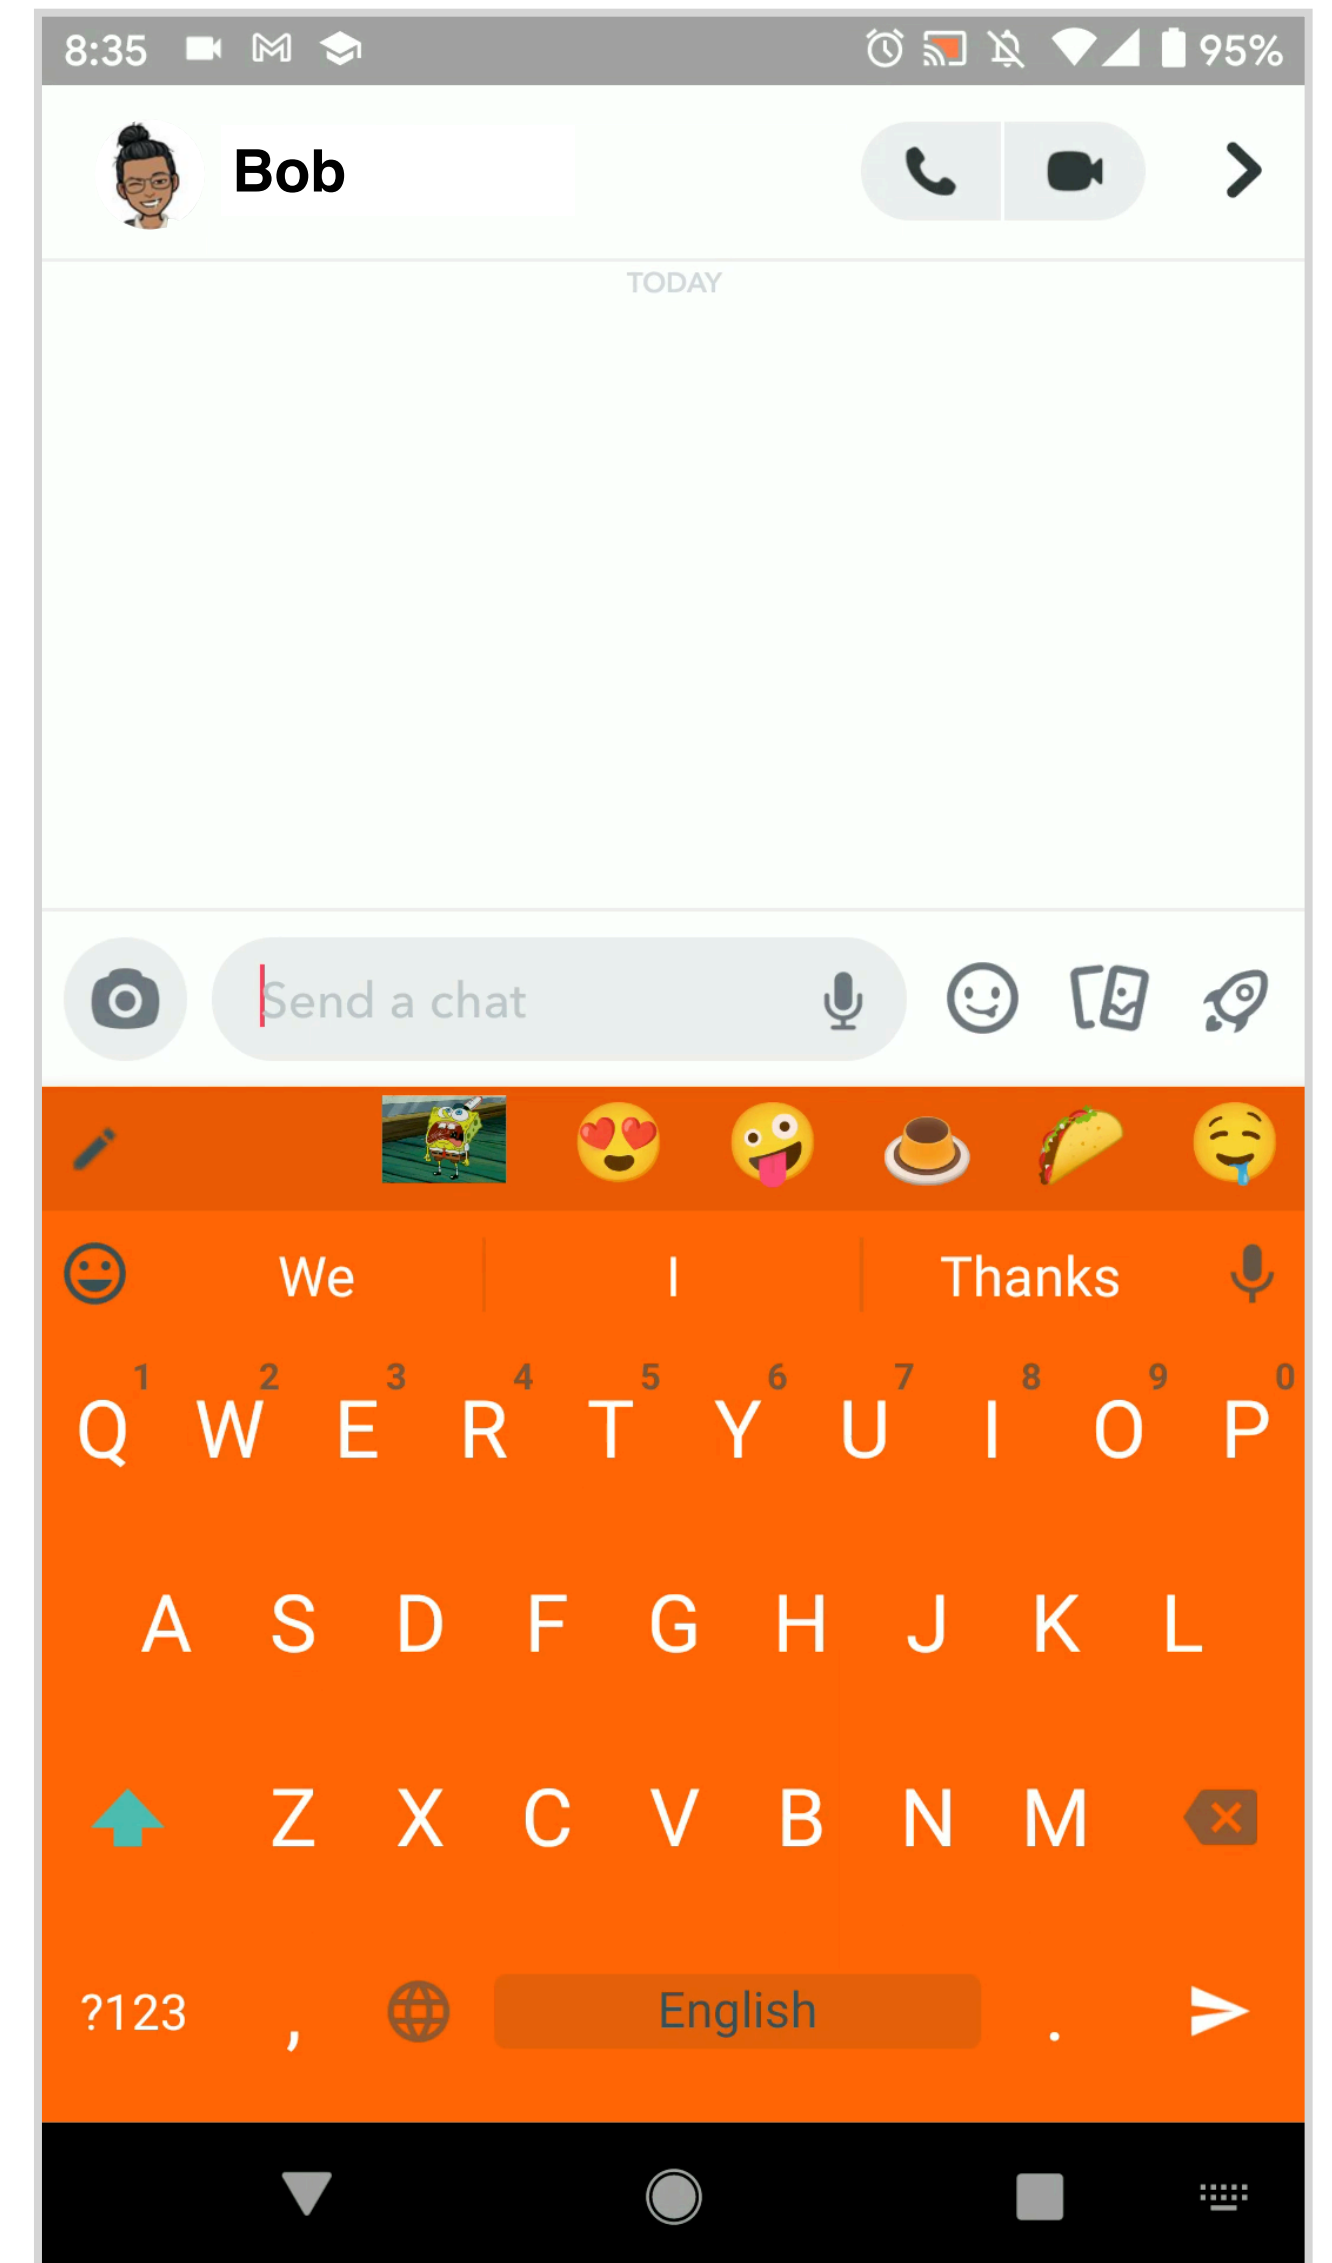 8:35 95%
Bob
TODAY
Send a chat
We I Thanks
1 2 3 4 5 6 7 8 9 0
Q W E R T Y U I O P
A S D F G H J K L
Z X C V B N M
?123 , English .